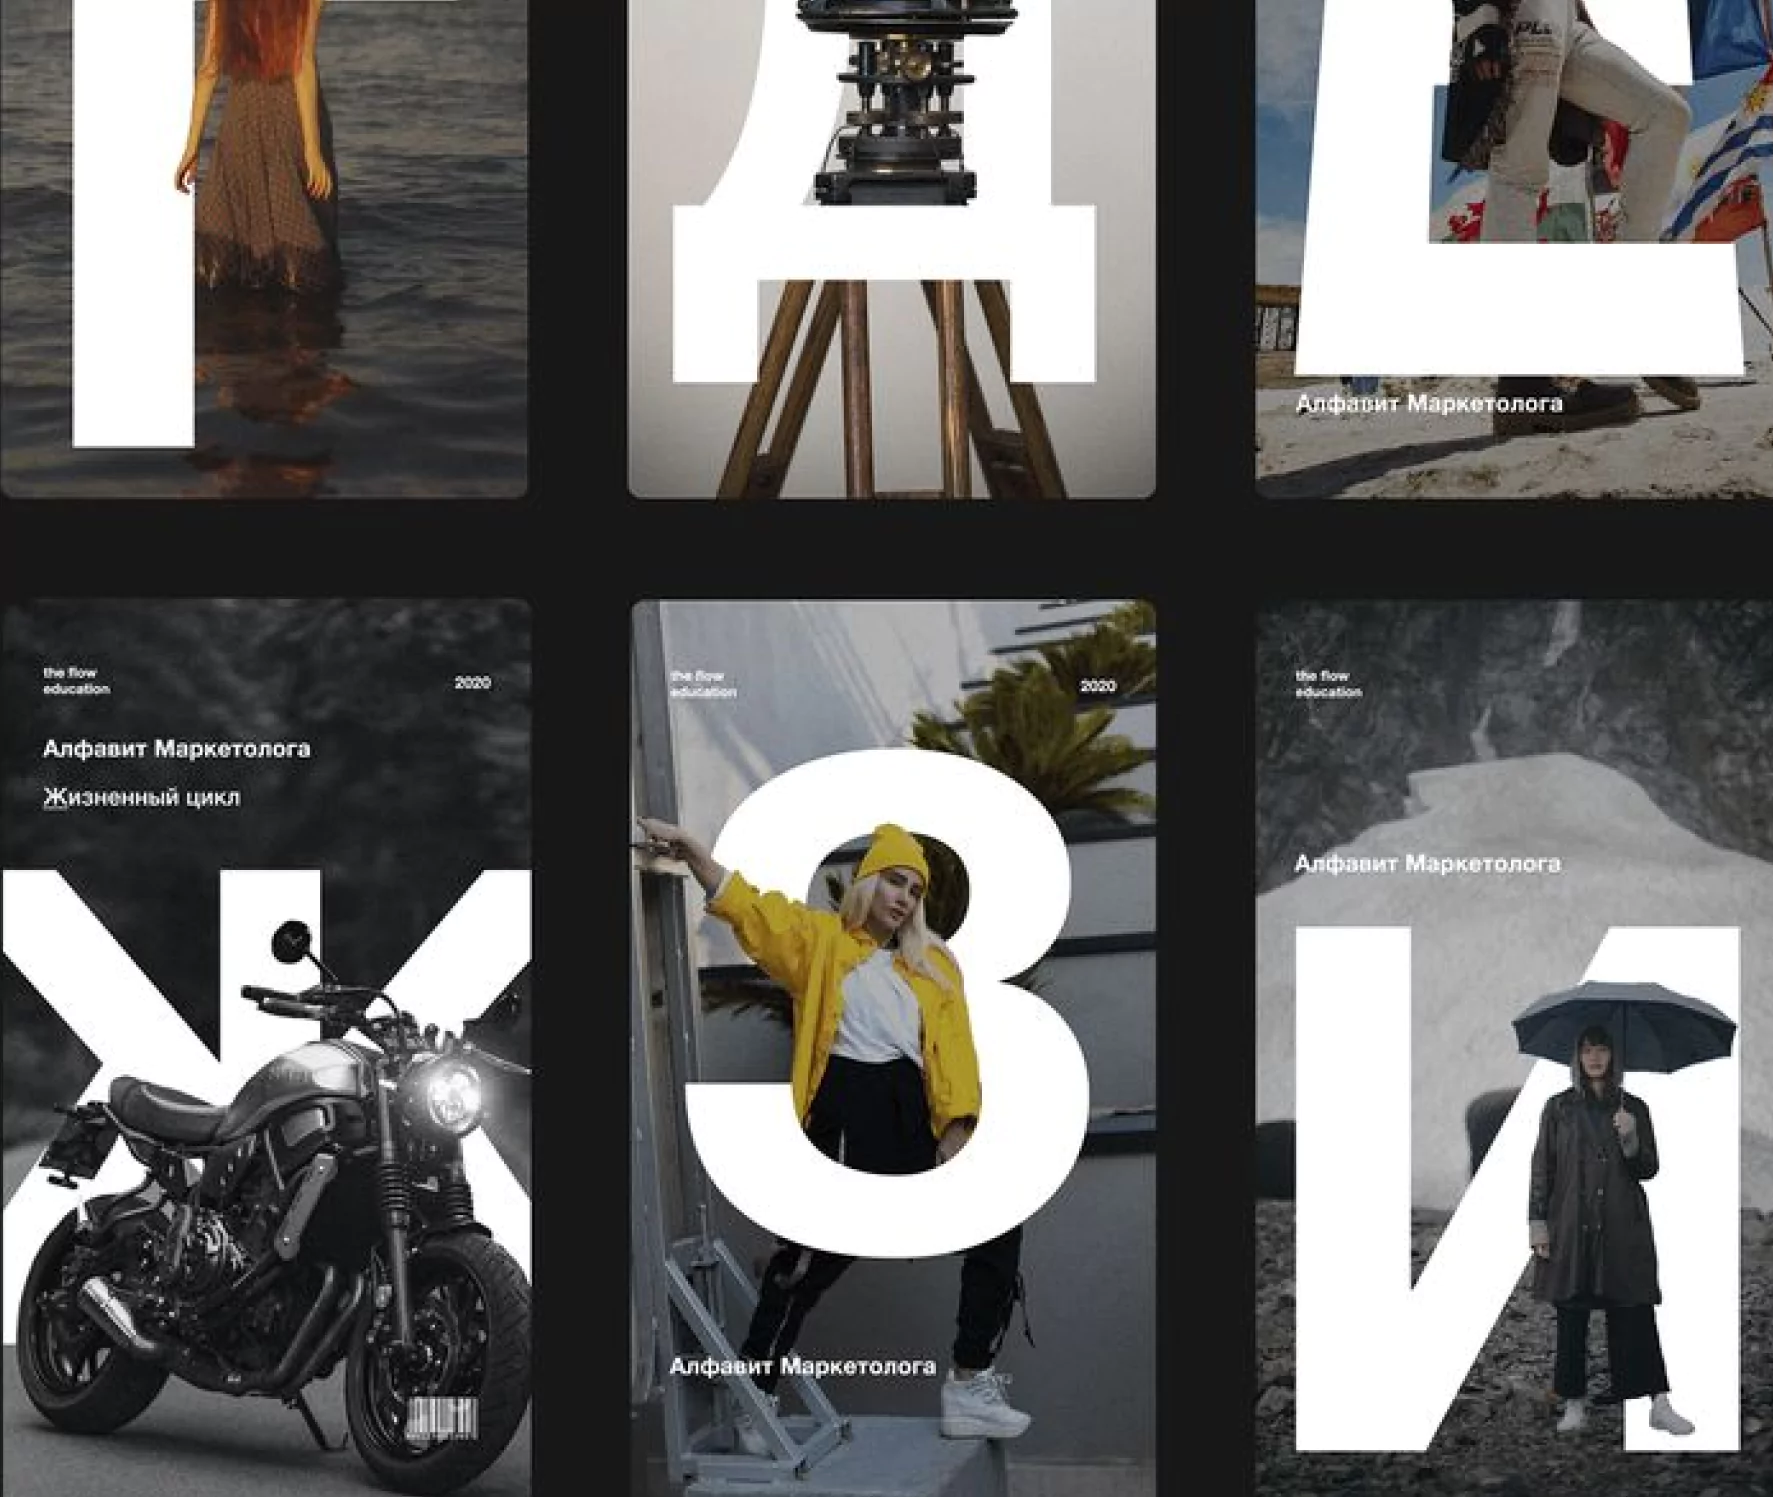 Г
Д
Е
Алфавит Маркетолога
the flow
education
2020
Алфавит Маркетолога
Жизненный цикл
Ж
the flow
education
2020
З
Алфавит Маркетолога
the flow
education
Алфавит Маркетолога
И